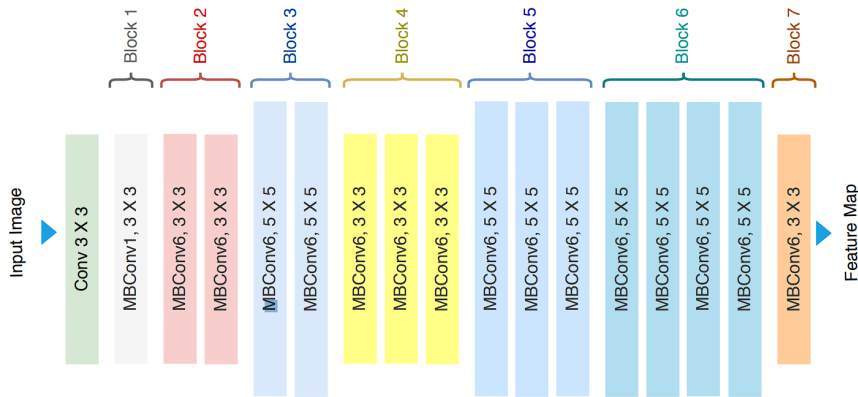 Block 1
Block 2
Block 3
Block 4
Block 5
Block 6
Block 7
Input Image
Conv 3 X 3
MBConv1, 3 X 3
MBConv6, 3 X 3
MBConv6, 3 X 3
MBConv6, 5 X 5
MBConv6, 5 X 5
MBConv6, 3 X 3
MBConv6, 3 X 3
MBConv6, 3 X 3
MBConv6, 5 X 5
MBConv6, 5 X 5
MBConv6, 5 X 5
MBConv6, 5 X 5
MBConv6, 5 X 5
MBConv6, 5 X 5
MBConv6, 5 X 5
MBConv6, 3 X 3
Feature Map